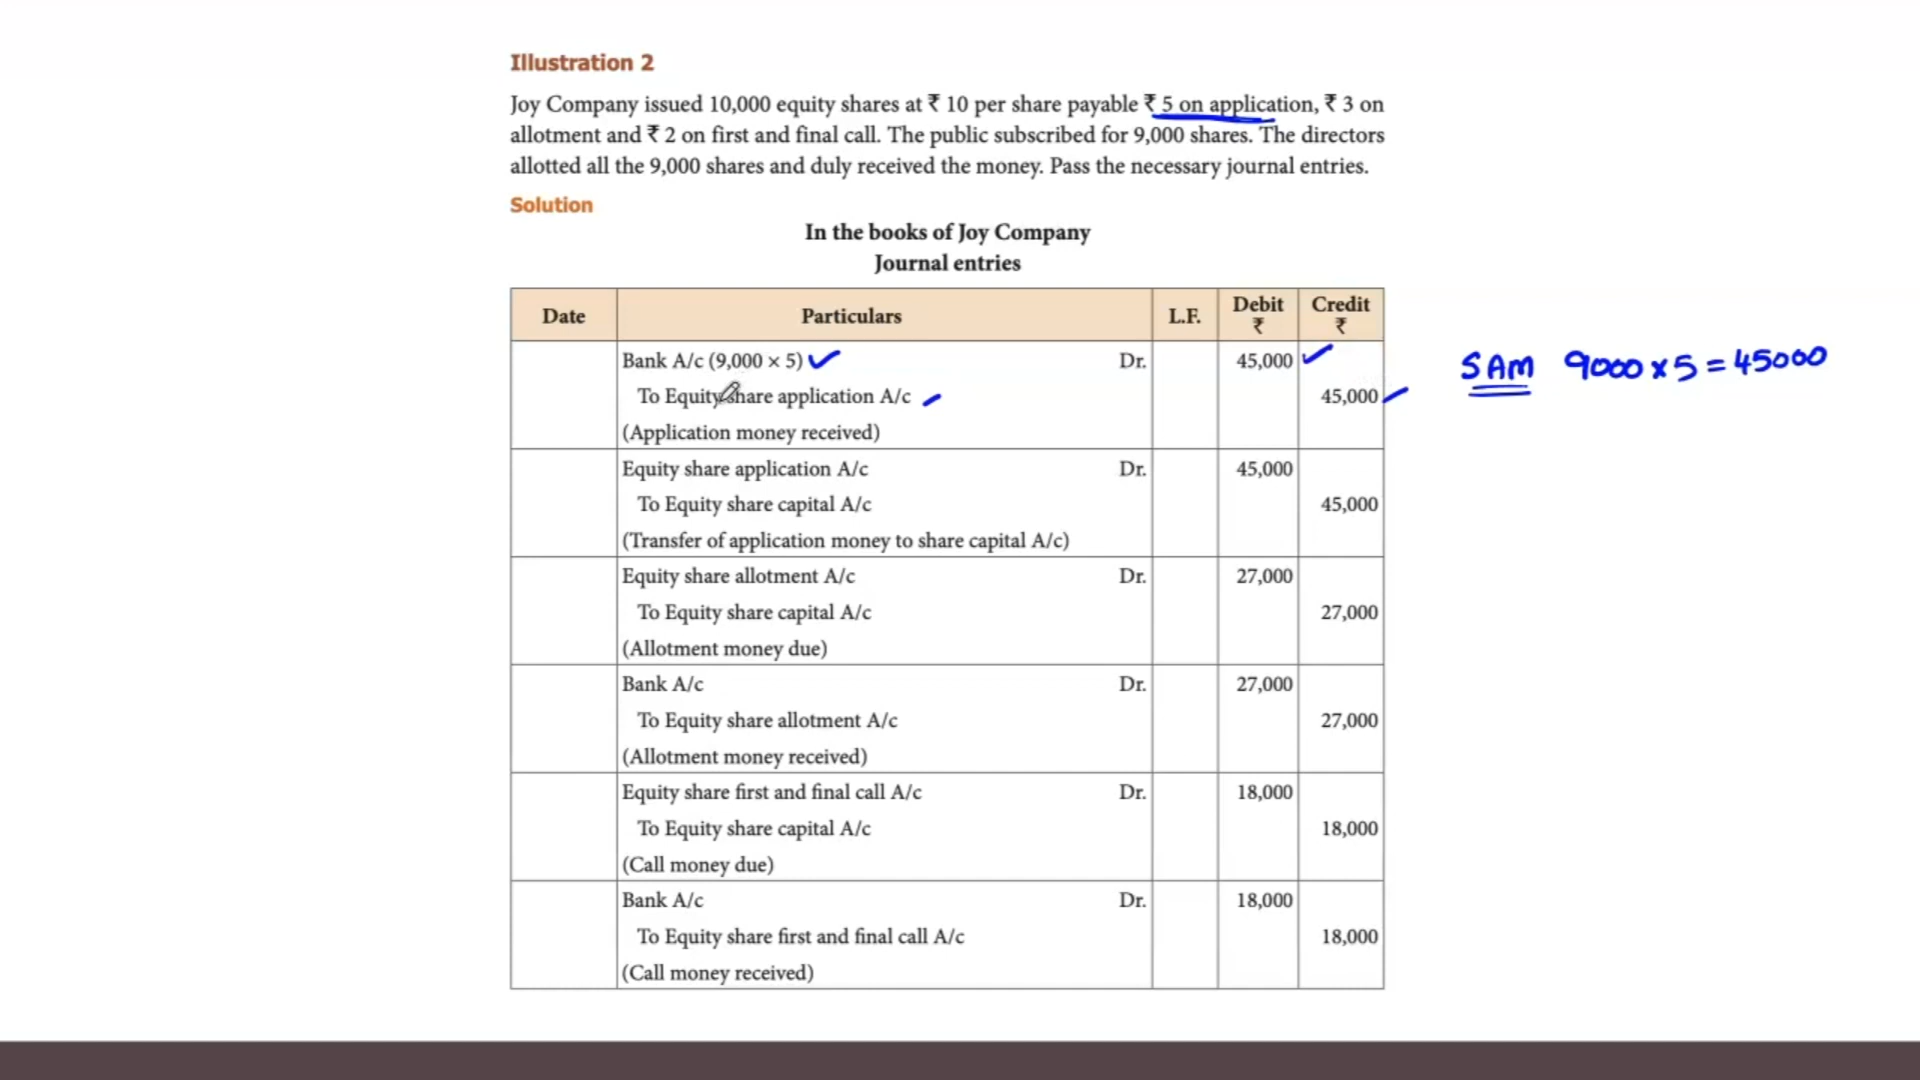 Illustration 2
Joy Company issued 10,000 equity shares at ₹ 10 per share payable ₹ 5 on application, ₹ 3 on
allotment and ₹ 2 on first and final call. The public subscribed for 9,000 shares. The directors
allotted all the 9,000 shares and duly received the money. Pass the necessary journal entries.
Solution
In the books of Joy Company
Journal entries
Date Particulars L.F. Debit ₹ Credit ₹
Bank A/c (9,000 × 5) Dr. 45,000
SAM 9000 x 5 = 45000
To Equity share application A/c 45,000
(Application money received)
Equity share application A/c Dr. 45,000
To Equity share capital A/c 45,000
(Transfer of application money to share capital A/c)
Equity share allotment A/c Dr. 27,000
To Equity share capital A/c 27,000
(Allotment money due)
Bank A/c Dr. 27,000
To Equity share allotment A/c 27,000
(Allotment money received)
Equity share first and final call A/c Dr. 18,000
To Equity share capital A/c 18,000
(Call money due)
Bank A/c Dr. 18,000
To Equity share first and final call A/c 18,000
(Call money received)